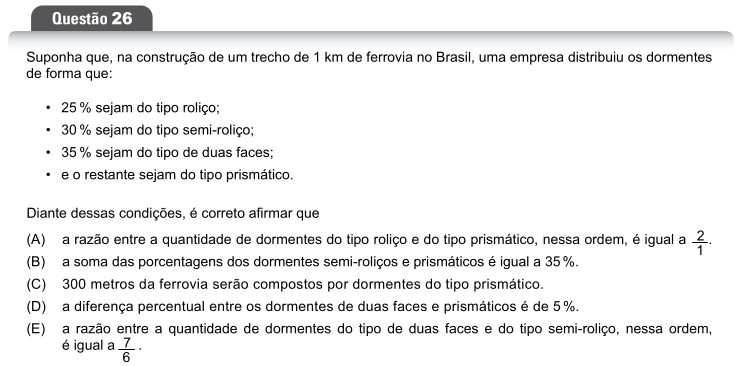 Questão 26
Suponha que, na construção de um trecho de 1 km de ferrovia no Brasil, uma empresa distribuiu os dormentes
de forma que:
• 25 % sejam do tipo roliço;
• 30 % sejam do tipo semi-roliço;
• 35 % sejam do tipo de duas faces;
• e o restante sejam do tipo prismático.
Diante dessas condições, é correto afirmar que
(A) a razão entre a quantidade de dormentes do tipo roliço e do tipo prismático, nessa ordem, é igual a 2/1.
(B) a soma das porcentagens dos dormentes semi-roliços e prismáticos é igual a 35 %.
(C) 300 metros da ferrovia serão compostos por dormentes do tipo prismático.
(D) a diferença percentual entre os dormentes de duas faces e prismáticos é de 5 %.
(E) a razão entre a quantidade de dormentes do tipo de duas faces e do tipo semi-roliço, nessa ordem,
é igual a 7/6 .